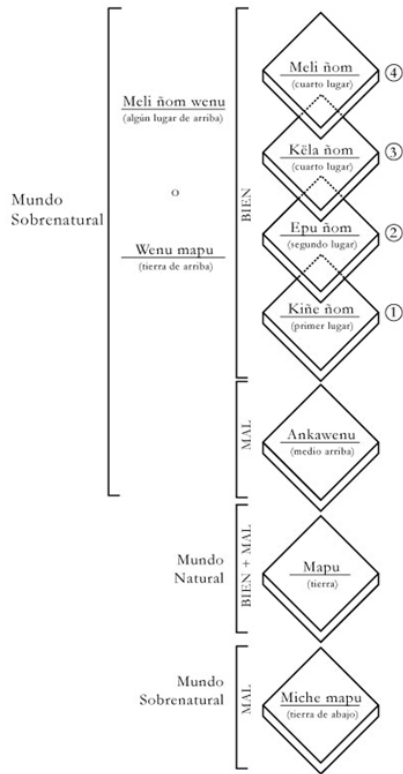 Meli ñom
(cuarto lugar)
④
Meli ñom wenu
(algún lugar de arriba)
Këla ñom
(cuarto lugar)
③
Mundo
Sobrenatural
o
BIEN
Epu ñom
(segundo lugar)
②
Wenu mapu
(tierra de arriba)
Kiñe ñom
(primer lugar)
①
MAL
Ankawenu
(medio arriba)
Mundo
Natural
BIEN + MAL
Mapu
(tierra)
Mundo
Sobrenatural
MAL
Miche mapu
(tierra de abajo)